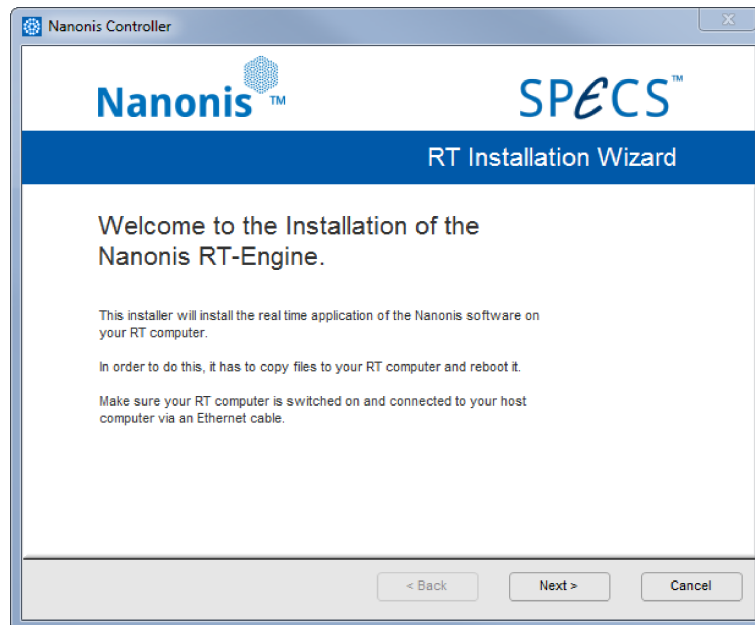 Nanonis Controller
Nanonis™
SPECS™
RT Installation Wizard
Welcome to the Installation of the
Nanonis RT-Engine.
This installer will install the real time application of the Nanonis software on
your RT computer.
In order to do this, it has to copy files to your RT computer and reboot it.
Make sure your RT computer is switched on and connected to your host
computer via an Ethernet cable.
< Back
Next >
Cancel